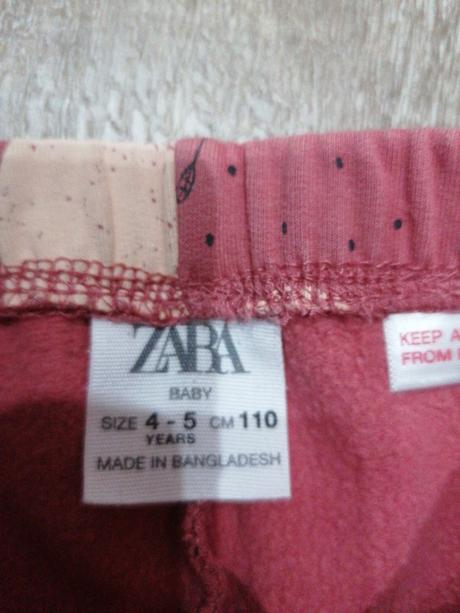 ZARA
BABY
SIZE 4 - 5 CM 110
YEARS
MADE IN BANGLADESH
KEEP
FROM